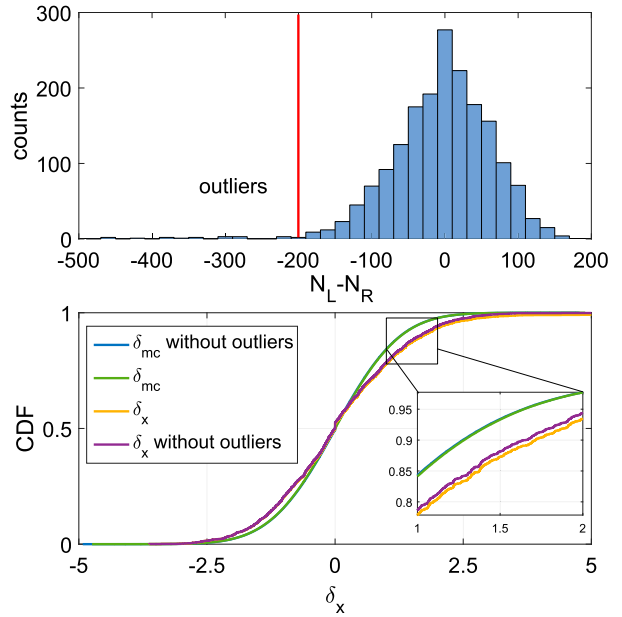 300
200
100
0
counts
outliers
-500 -400 -300 -200 -100 0 100 200
N_L-N_R
1
0.5
0
CDF
δ_mc without outliers
δ_mc
δ_x
δ_x without outliers
0.95
0.9
0.85
0.8
1 1.5 2
-5 -2.5 0 2.5 5
δ_x